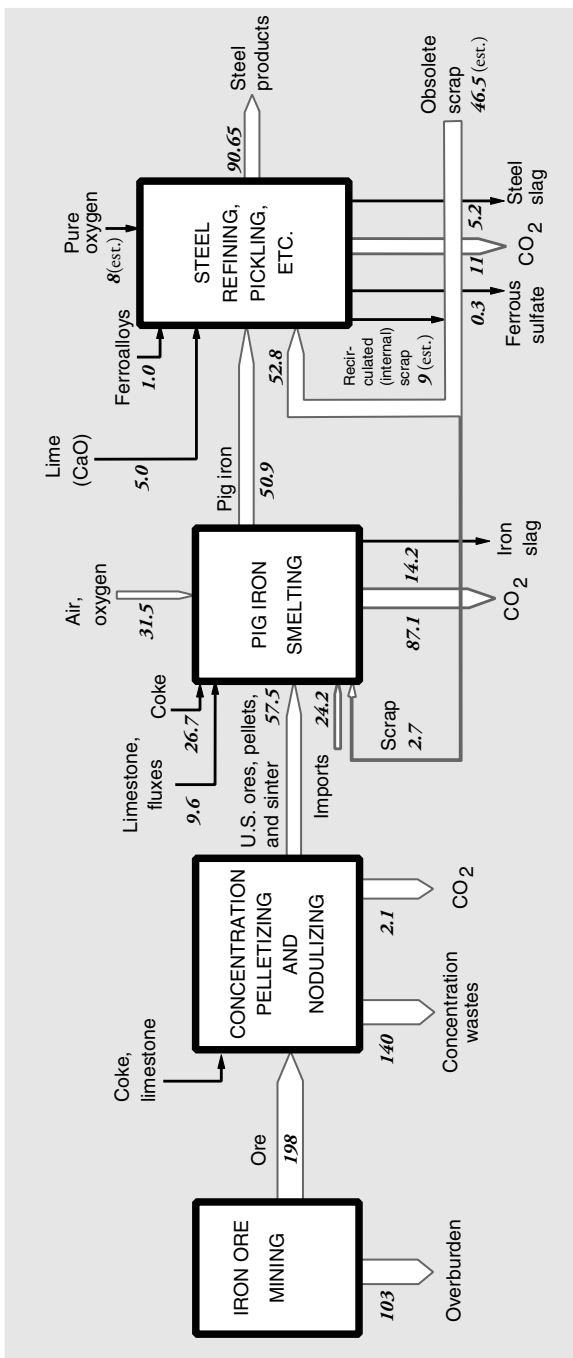 IRON ORE
MINING
103
Overburden
Ore
198
Coke,
limestone
CONCENTRATION
PELLETIZING
AND
NODULIZING
140
Concentration
wastes
2.1
CO2
Limestone,
fluxes
9.6
Coke
26.7
U.S. ores, pellets,
and sinter
57.5
Imports
24.2
Scrap
2.7
Air,
oxygen
31.5
PIG IRON
SMELTING
87.1
CO2
14.2
Iron
slag
Pig iron
50.9
Lime
(CaO)
5.0
Ferroalloys
1.0
Pure
oxygen
8(est.)
STEEL
REFINING,
PICKLING,
ETC.
52.8
Recir-
culated
(internal)
scrap
9 (est.)
0.3
Ferrous
sulfate
11
CO2
5.2
Steel
slag
90.65
Steel
products
Obsolete
scrap
46.5 (est.)